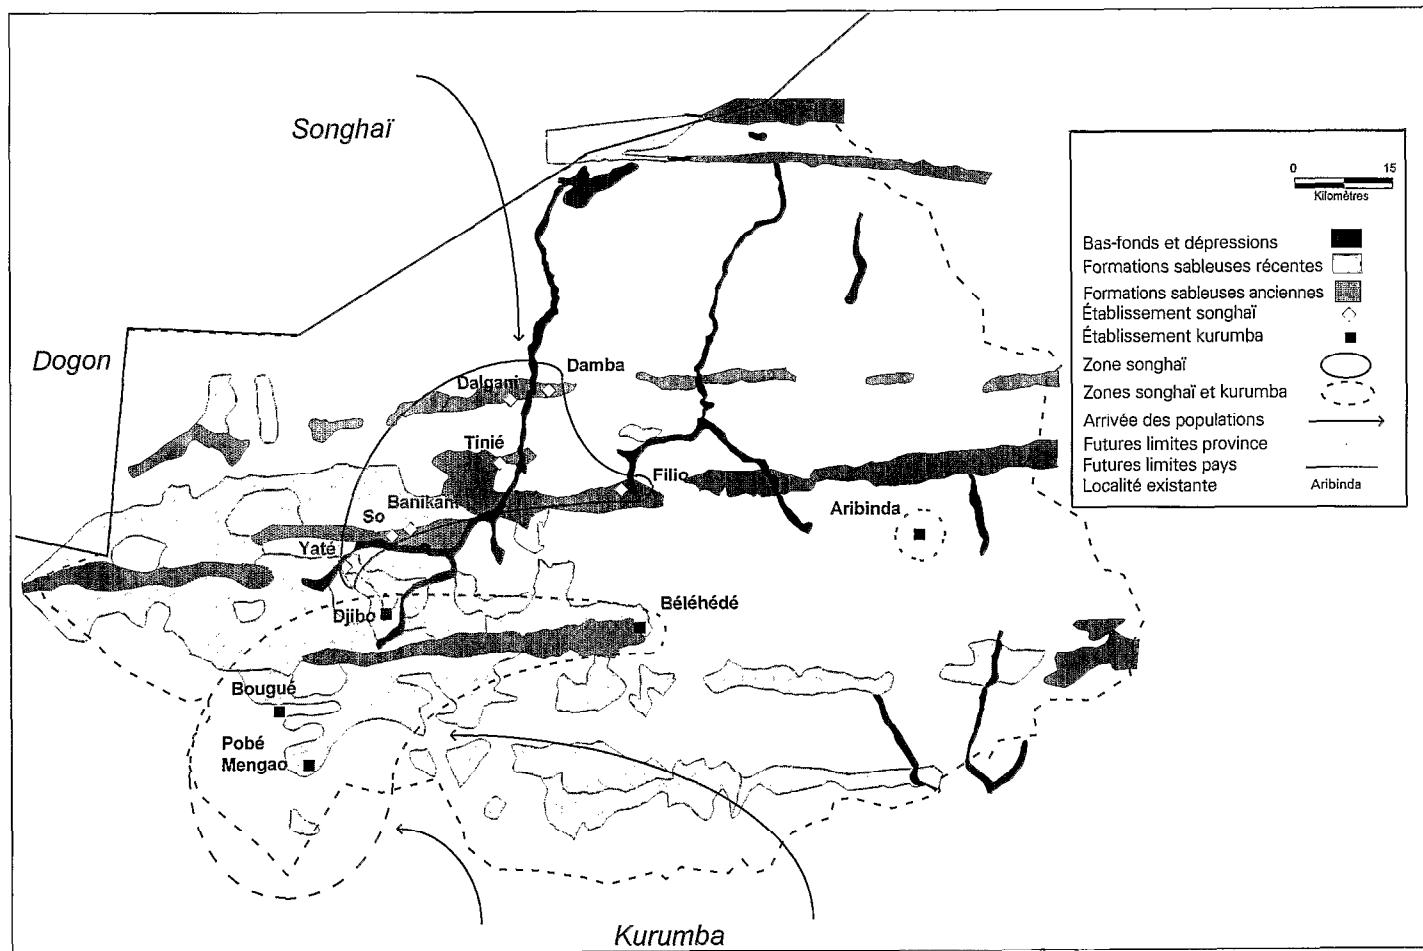 Songhaï
0 15
Kilomètres
Bas-fonds et dépressions
Formations sableuses récentes
Formations sableuses anciennes
Établissement songhaï
Établissement kurumba
Zone songhaï
Zones songhaï et kurumba
Arrivée des populations
Futures limites province
Futures limites pays
Localité existante Aribinda
Dogon
Damba
Dalgani
Tinié
Filio
Banikani
So
Aribinda
Yaté
Béléhédé
Djibo
Bougué
Pobé
Mengao
Kurumba